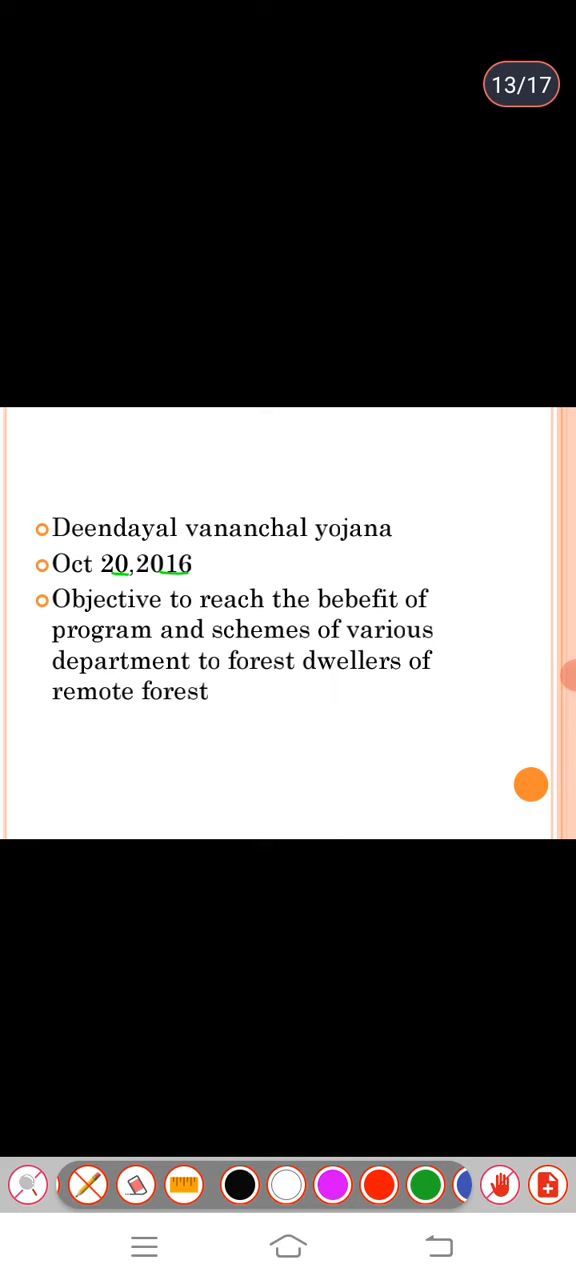 13/17
Deendayal vananchal yojana
Oct 20,2016
Objective to reach the bebefit of
program and schemes of various
department to forest dwellers of
remote forest